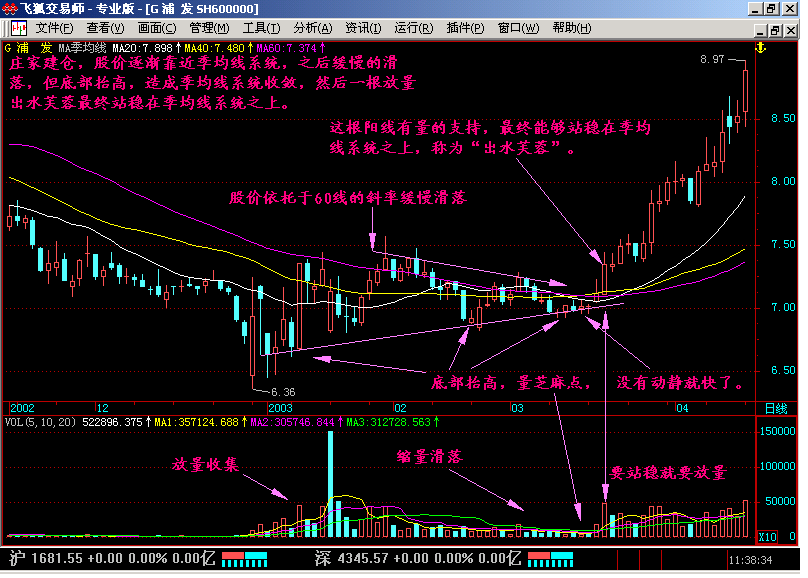 飞狐交易师 - 专业版 - [G 浦  发 SH600000]
文件(F) 查看(V) 画面(C) 管理(M) 工具(T) 分析(A) 资讯(I) 运行(R) 插件(P) 窗口(W) 帮助(H)
G 浦  发 MA季均线 MA20:7.898↑ MA40:7.480↑ MA60:7.374↑
庄家建仓，股价逐渐靠近季均线系统，之后缓慢的滑
落，但底部抬高，造成季均线系统收敛，然后一根放量
出水芙蓉最终站稳在季均线系统之上。
8.97
这根阳线有量的支持，最终能够站稳在季均
线系统之上，称为“出水芙蓉”。
股价依托于60线的斜率缓慢滑落
8.50
8.00
7.50
7.00
6.50
6.36
底部抬高，量芝麻点， 没有动静就快了。
2002 12 2003 02 03 04 日线
VOL(5,10,20) 522896.375↑ MA1:357124.688↑ MA2:305746.844↑ MA3:312728.563↑
150000
100000
50000
X10 0
放量收集
缩量滑落
要站稳就要放量
沪 1681.55 +0.00 0.00% 0.00亿 深 4345.57 +0.00 0.00% 0.00亿 11:38:34